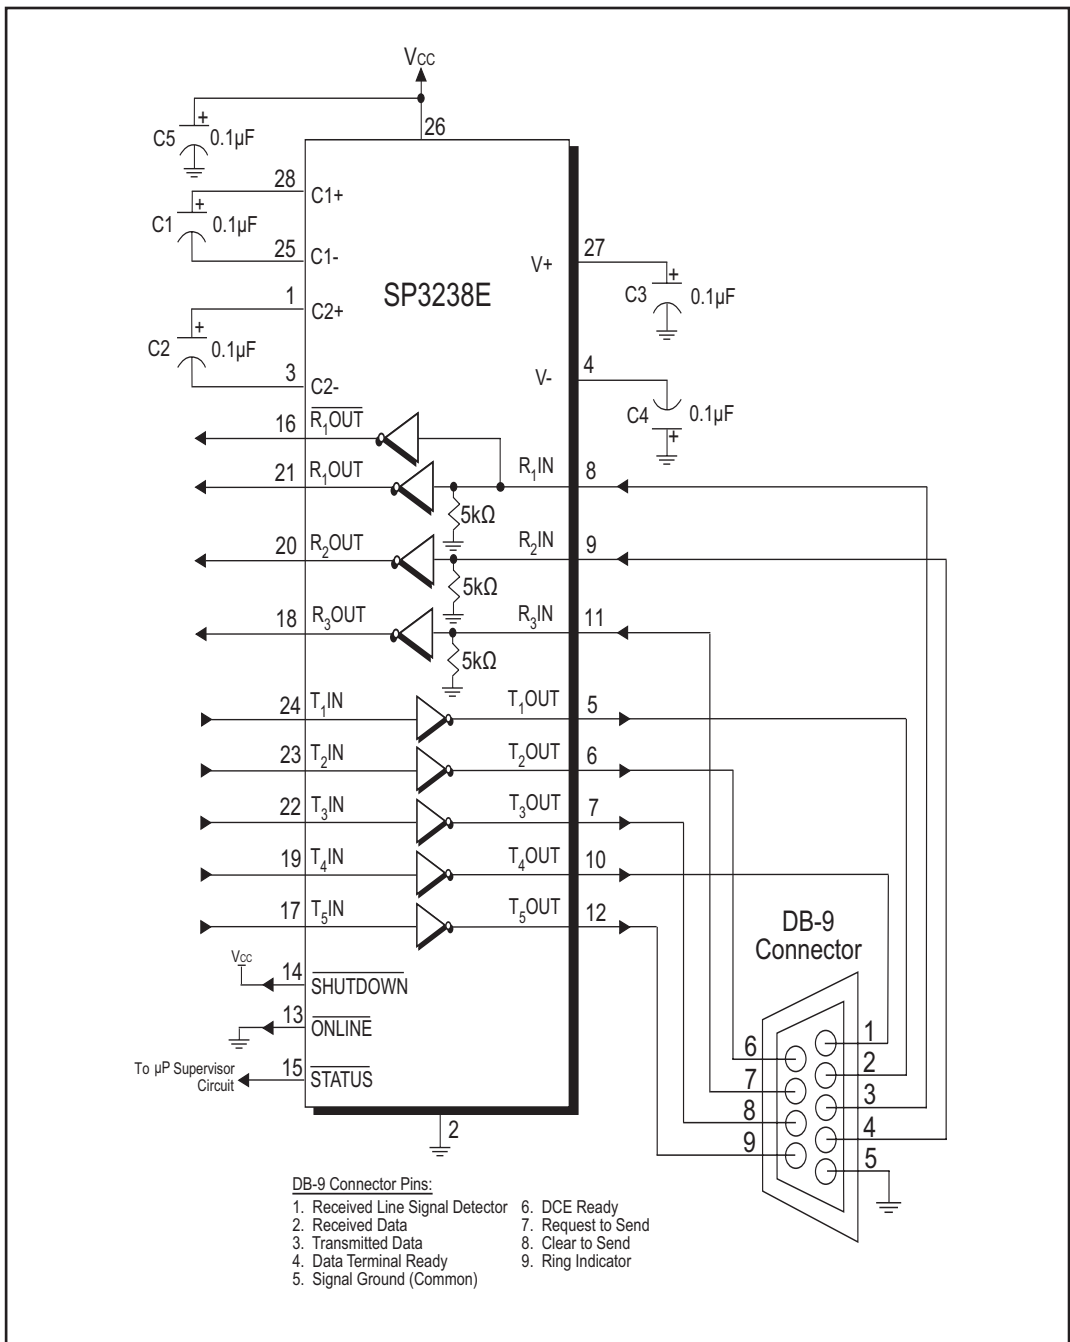 VCC
26
C5
+
0.1µF
28
C1+
C1
+
0.1µF
25
C1-
1
C2+
C2
+
0.1µF
3
C2-
SP3238E
V+
27
C3
+
0.1µF
V-
4
C4
0.1µF
+
16
R1OUT
21
R1OUT
R1IN
8
5kΩ
20
R2OUT
R2IN
9
5kΩ
18
R3OUT
R3IN
11
5kΩ
24
T1IN
T1OUT
5
23
T2IN
T2OUT
6
22
T3IN
T3OUT
7
19
T4IN
T4OUT
10
17
T5IN
T5OUT
12
VCC
14
SHUTDOWN
13
ONLINE
To µP Supervisor
Circuit
15
STATUS
2
DB-9
Connector
6
7
8
9
1
2
3
4
5
DB-9 Connector Pins:
1. Received Line Signal Detector 6. DCE Ready
2. Received Data 7. Request to Send
3. Transmitted Data 8. Clear to Send
4. Data Terminal Ready 9. Ring Indicator
5. Signal Ground (Common)